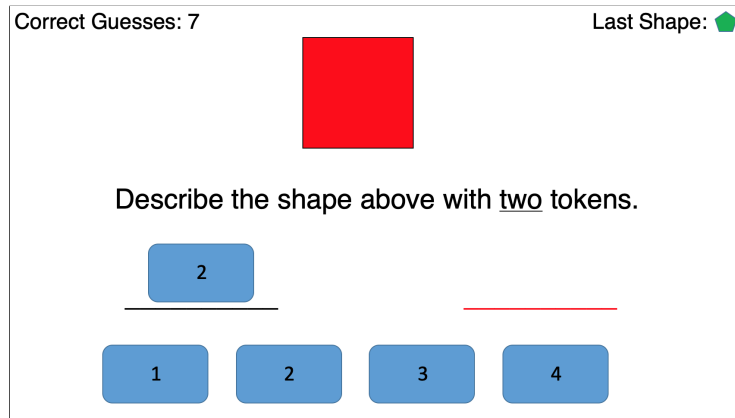 Correct Guesses: 7 Last Shape:
Describe the shape above with two tokens.
2
1 2 3 4